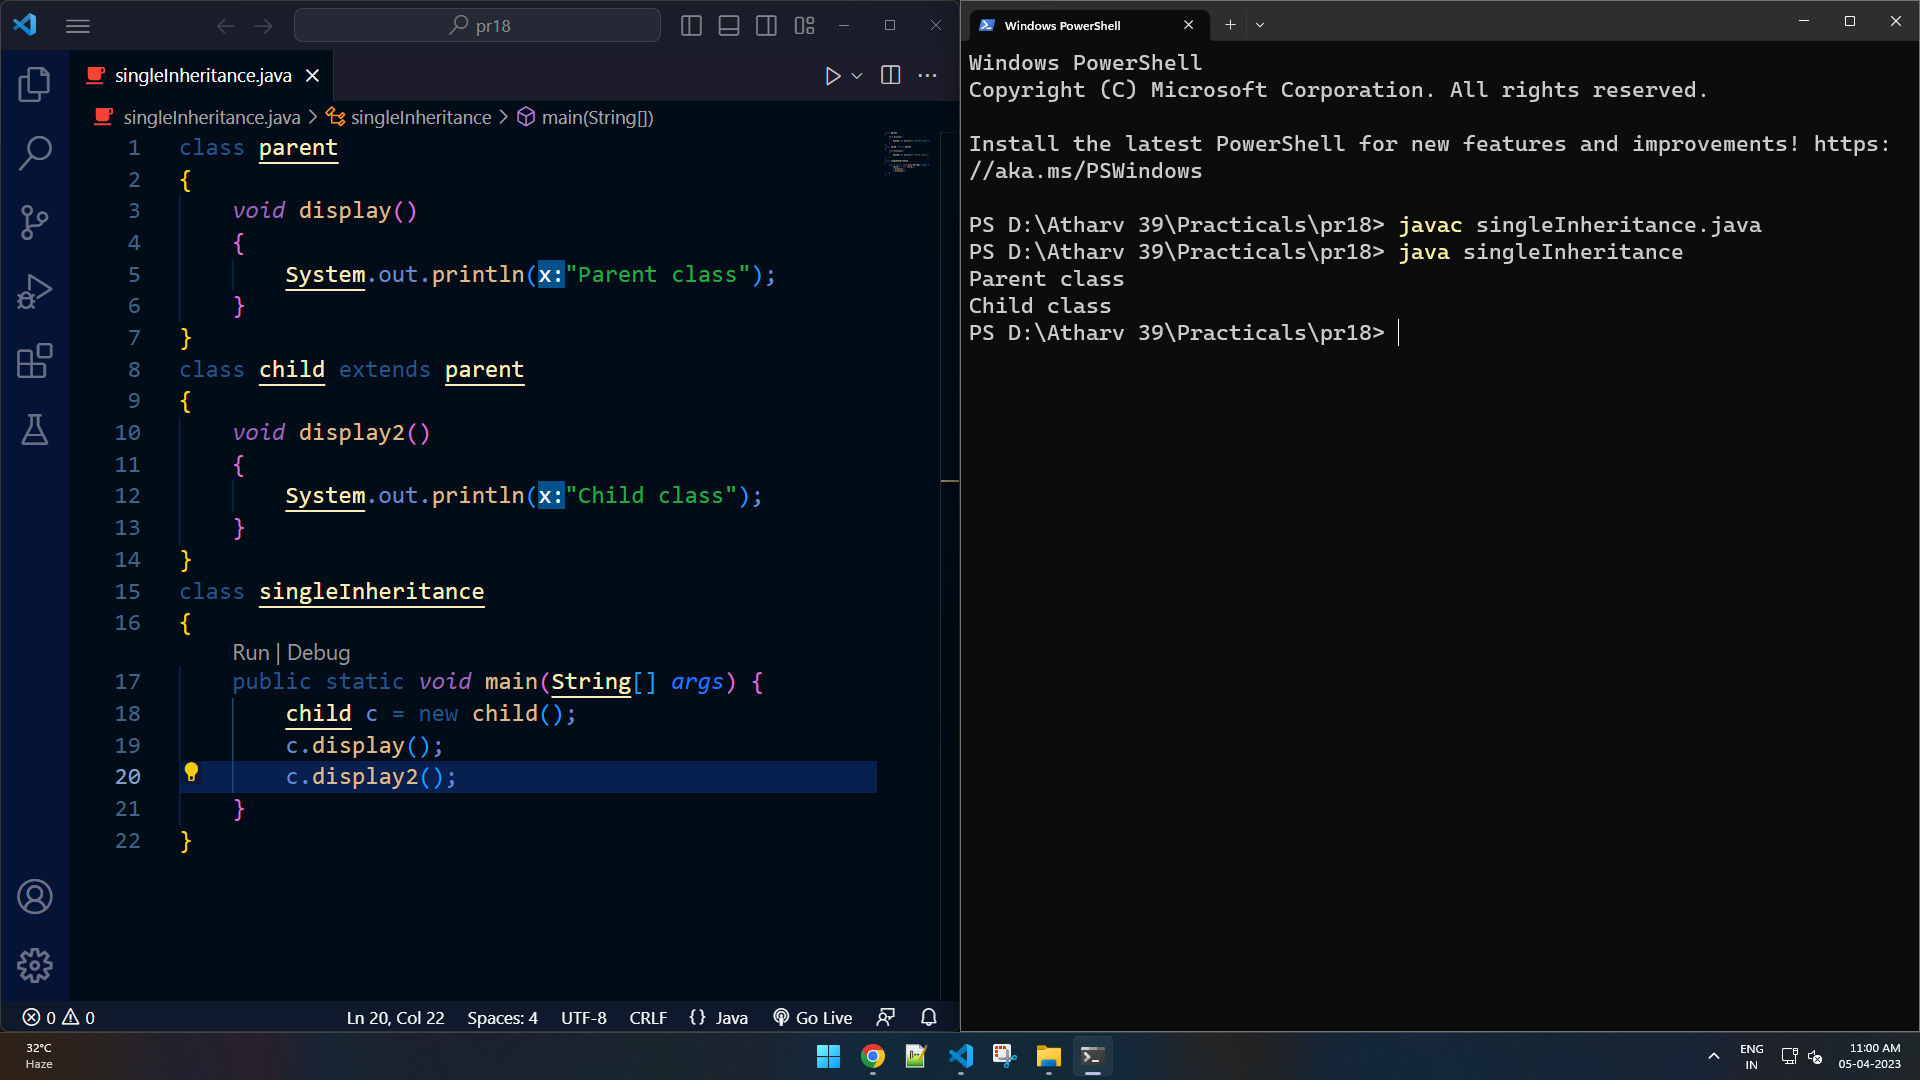 pr18
singleInheritance.java
singleInheritance.java > singleInheritance > main(String[])
1 class parent
2 {
3 void display()
4 {
5 System.out.println(x:"Parent class");
6 }
7 }
8 class child extends parent
9 {
10 void display2()
11 {
12 System.out.println(x:"Child class");
13 }
14 }
15 class singleInheritance
16 {
Run | Debug
17 public static void main(String[] args) {
18 child c = new child();
19 c.display();
20 c.display2();
21 }
22 }
0 0 Ln 20, Col 22 Spaces: 4 UTF-8 CRLF {} Java Go Live
Windows PowerShell
Windows PowerShell
Copyright (C) Microsoft Corporation. All rights reserved.
Install the latest PowerShell for new features and improvements! https:
//aka.ms/PSWindows
PS D:\Atharv 39\Practicals\pr18> javac singleInheritance.java
PS D:\Atharv 39\Practicals\pr18> java singleInheritance
Parent class
Child class
PS D:\Atharv 39\Practicals\pr18>
32°C
Haze
ENG
IN
11:00 AM
05-04-2023